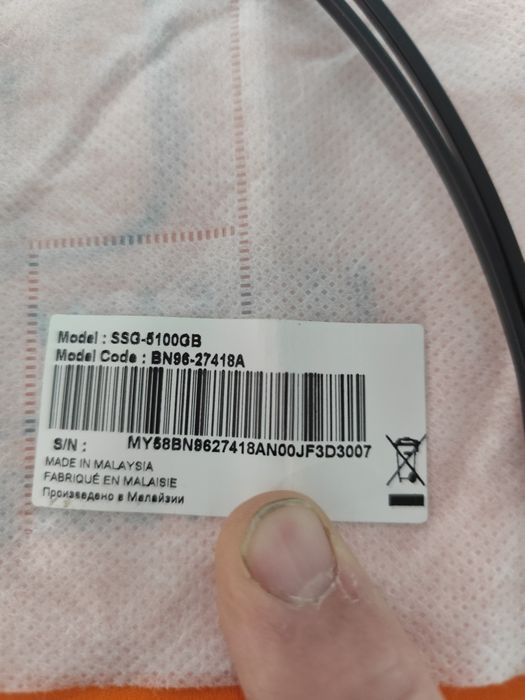 Model : SSG-5100GB
Model Code : BN96-27418A
S/N : MY58BN9627418AN00JF3D3007
MADE IN MALAYSIA
FABRIQUÉ EN MALAISIE
Произведено в Малайзии